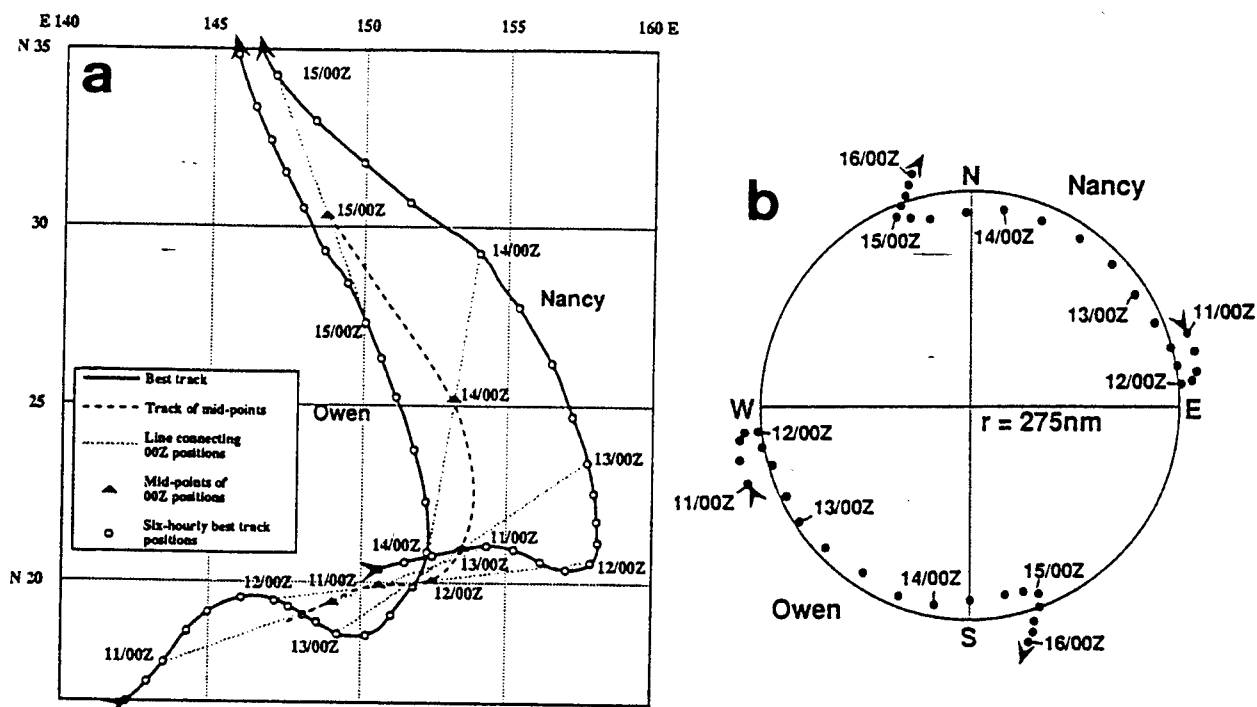 E 140 145 150 155 160 E
N 35
a
15/00Z
30
15/00Z
14/00Z
Nancy
15/00Z
Best track
Track of mid-points
Line connecting
00Z positions
Mid-points of
00Z positions
Six-hourly best track
positions
Owen
14/00Z
25
13/00Z
14/00Z
11/00Z
13/00Z
N 20
12/00Z
11/00Z
12/00Z
12/00Z
13/00Z
11/00Z
b
16/00Z
N
Nancy
15/00Z
14/00Z
13/00Z
11/00Z
12/00Z
W
E
r = 275nm
12/00Z
11/00Z
13/00Z
14/00Z
15/00Z
Owen
S
16/00Z